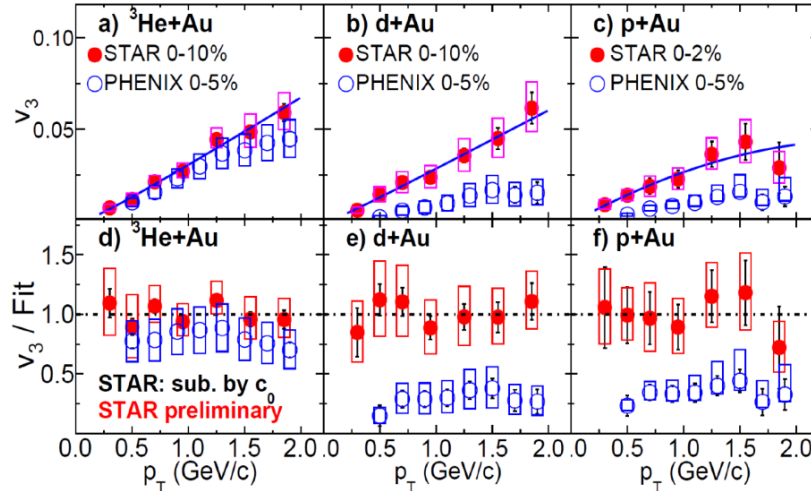 a) ³He+Au
STAR 0-10%
PHENIX 0-5%
b) d+Au
STAR 0-10%
PHENIX 0-5%
c) p+Au
STAR 0-2%
PHENIX 0-5%
v₃
0.10
0.05
d) ³He+Au
e) d+Au
f) p+Au
v₃ / Fit
1.5
1.0
0.5
STAR: sub. by c₀
STAR preliminary
0.0 0.5 1.0 1.5 2.0
0.5 1.0 1.5 2.0
0.5 1.0 1.5 2.0
p_T (GeV/c)
p_T (GeV/c)
p_T (GeV/c)